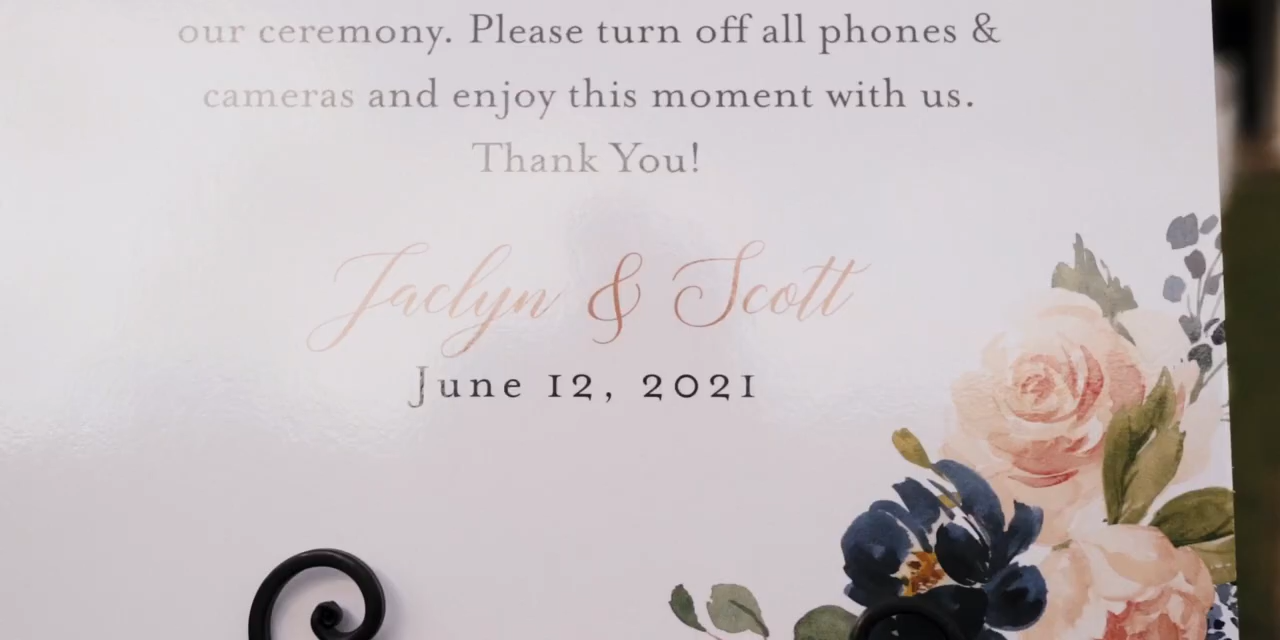 our ceremony. Please turn off all phones &
cameras and enjoy this moment with us.
Thank You!
Jaclyn & Scott
June 12, 2021